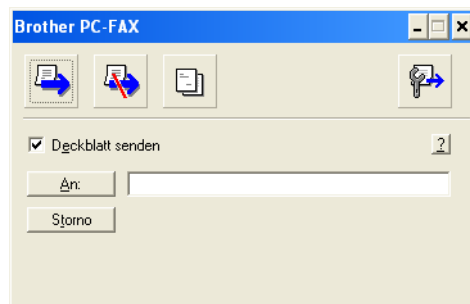 Brother PC-FAX
Deckblatt senden
?
An:
Storno